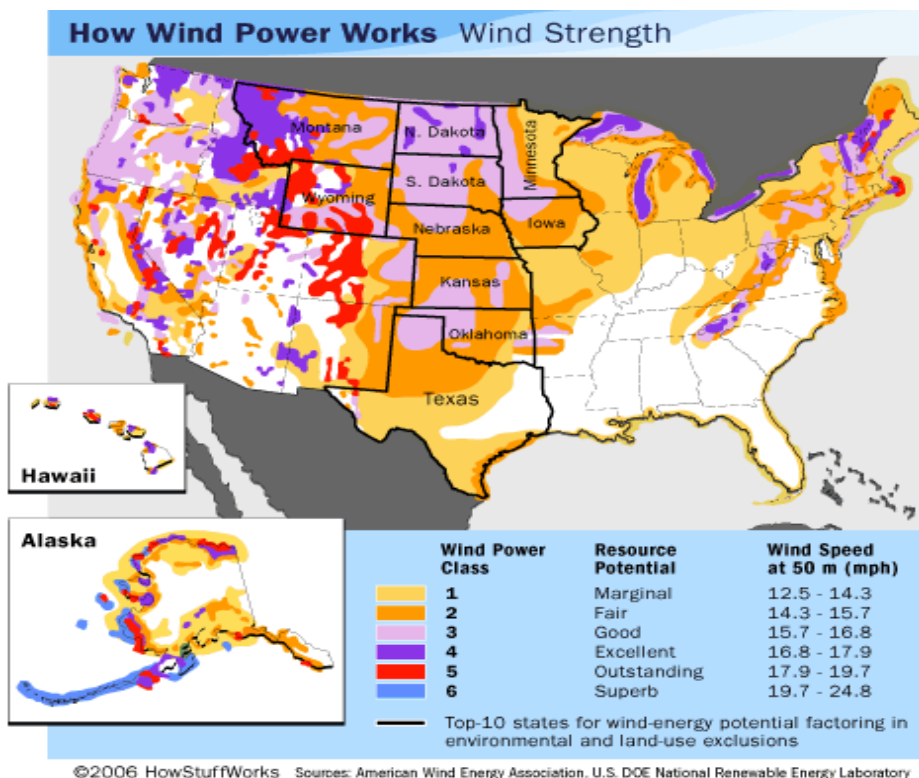 How Wind Power Works Wind Strength
Montana
N. Dakota
Minnesota
S. Dakota
Wyoming
Iowa
Nebraska
Kansas
Oklahoma
Texas
Hawaii
Alaska
Wind Power Class Resource Potential Wind Speed at 50 m (mph)
1 Marginal 12.5 - 14.3
2 Fair 14.3 - 15.7
3 Good 15.7 - 16.8
4 Excellent 16.8 - 17.9
5 Outstanding 17.9 - 19.7
6 Superb 19.7 - 24.8
Top-10 states for wind-energy potential factoring in
environmental and land-use exclusions
©2006 HowStuffWorks Sources: American Wind Energy Association, U.S. DOE National Renewable Energy Laboratory